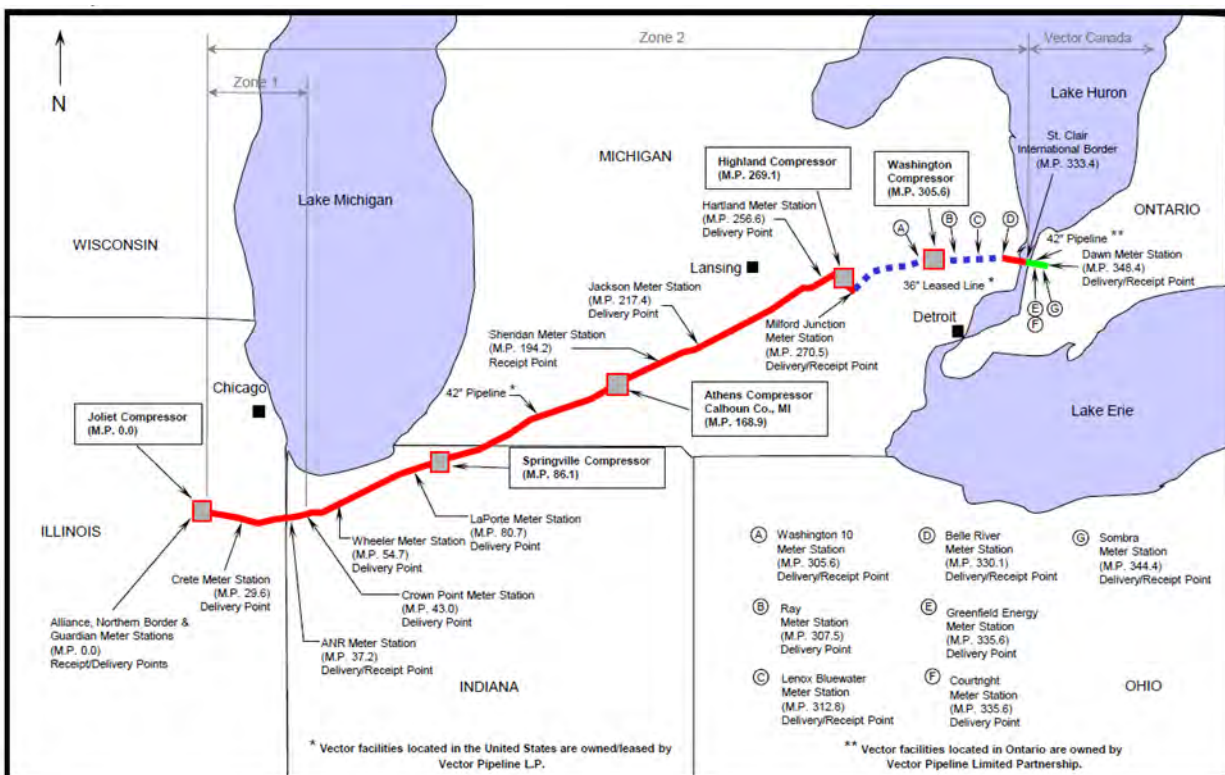 Zone 2
Vector Canada
Zone 1
N
Lake Huron
St. Clair
International Border
(M.P. 333.4)
MICHIGAN
Highland Compressor
(M.P. 269.1)
Washington
Compressor
(M.P. 305.6)
Lake Michigan
Hartland Meter Station
(M.P. 256.6)
Delivery Point
ONTARIO
WISCONSIN
A
B
C
D
42" Pipeline **
Dawn Meter Station
(M.P. 348.4)
Delivery/Receipt Point
Lansing
36" Leased Line *
E
F
G
Jackson Meter Station
(M.P. 217.4)
Delivery Point
Detroit
Milford Junction
Meter Station
(M.P. 270.5)
Delivery/Receipt Point
Sheridan Meter Station
(M.P. 194.2)
Receipt Point
Chicago
42" Pipeline *
Athens Compressor
Calhoun Co., MI
(M.P. 168.9)
Lake Erie
Joliet Compressor
(M.P. 0.0)
Springville Compressor
(M.P. 86.1)
ILLINOIS
LaPorte Meter Station
(M.P. 80.7)
Delivery Point
Wheeler Meter Station
(M.P. 54.7)
Delivery Point
Crete Meter Station
(M.P. 29.6)
Delivery Point
Crown Point Meter Station
(M.P. 43.0)
Delivery Point
Alliance, Northern Border &
Guardian Meter Stations
(M.P. 0.0)
Receipt/Delivery Points
ANR Meter Station
(M.P. 37.2)
Delivery/Receipt Point
INDIANA
A Washington 10
Meter Station
(M.P. 305.6)
Delivery/Receipt Point
D Belle River
Meter Station
(M.P. 330.1)
Delivery/Receipt Point
G Sombra
Meter Station
(M.P. 344.4)
Delivery/Receipt Point
B Ray
Meter Station
(M.P. 307.5)
Delivery Point
E Greenfield Energy
Meter Station
(M.P. 335.6)
Delivery Point
C Lenox Bluewater
Meter Station
(M.P. 312.8)
Delivery/Receipt Point
F Courtright
Meter Station
(M.P. 335.6)
Delivery Point
OHIO
* Vector facilities located in the United States are owned/leased by
Vector Pipeline L.P.
** Vector facilities located in Ontario are owned by
Vector Pipeline Limited Partnership.